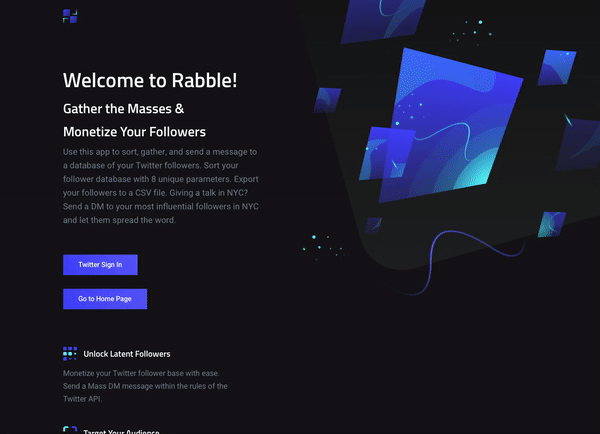 Welcome to Rabble!
Gather the Masses &
Monetize Your Followers
Use this app to sort, gather, and send a message to
a database of your Twitter followers. Sort your
follower database with 8 unique parameters. Export
your followers to a CSV file. Giving a talk in NYC?
Send a DM to your most influential followers in NYC
and let them spread the word.
Twitter Sign In
Go to Home Page
Unlock Latent Followers
Monetize your Twitter follower base with ease.
Send a Mass DM message within the rules of the
Twitter API.
Target Your Audience